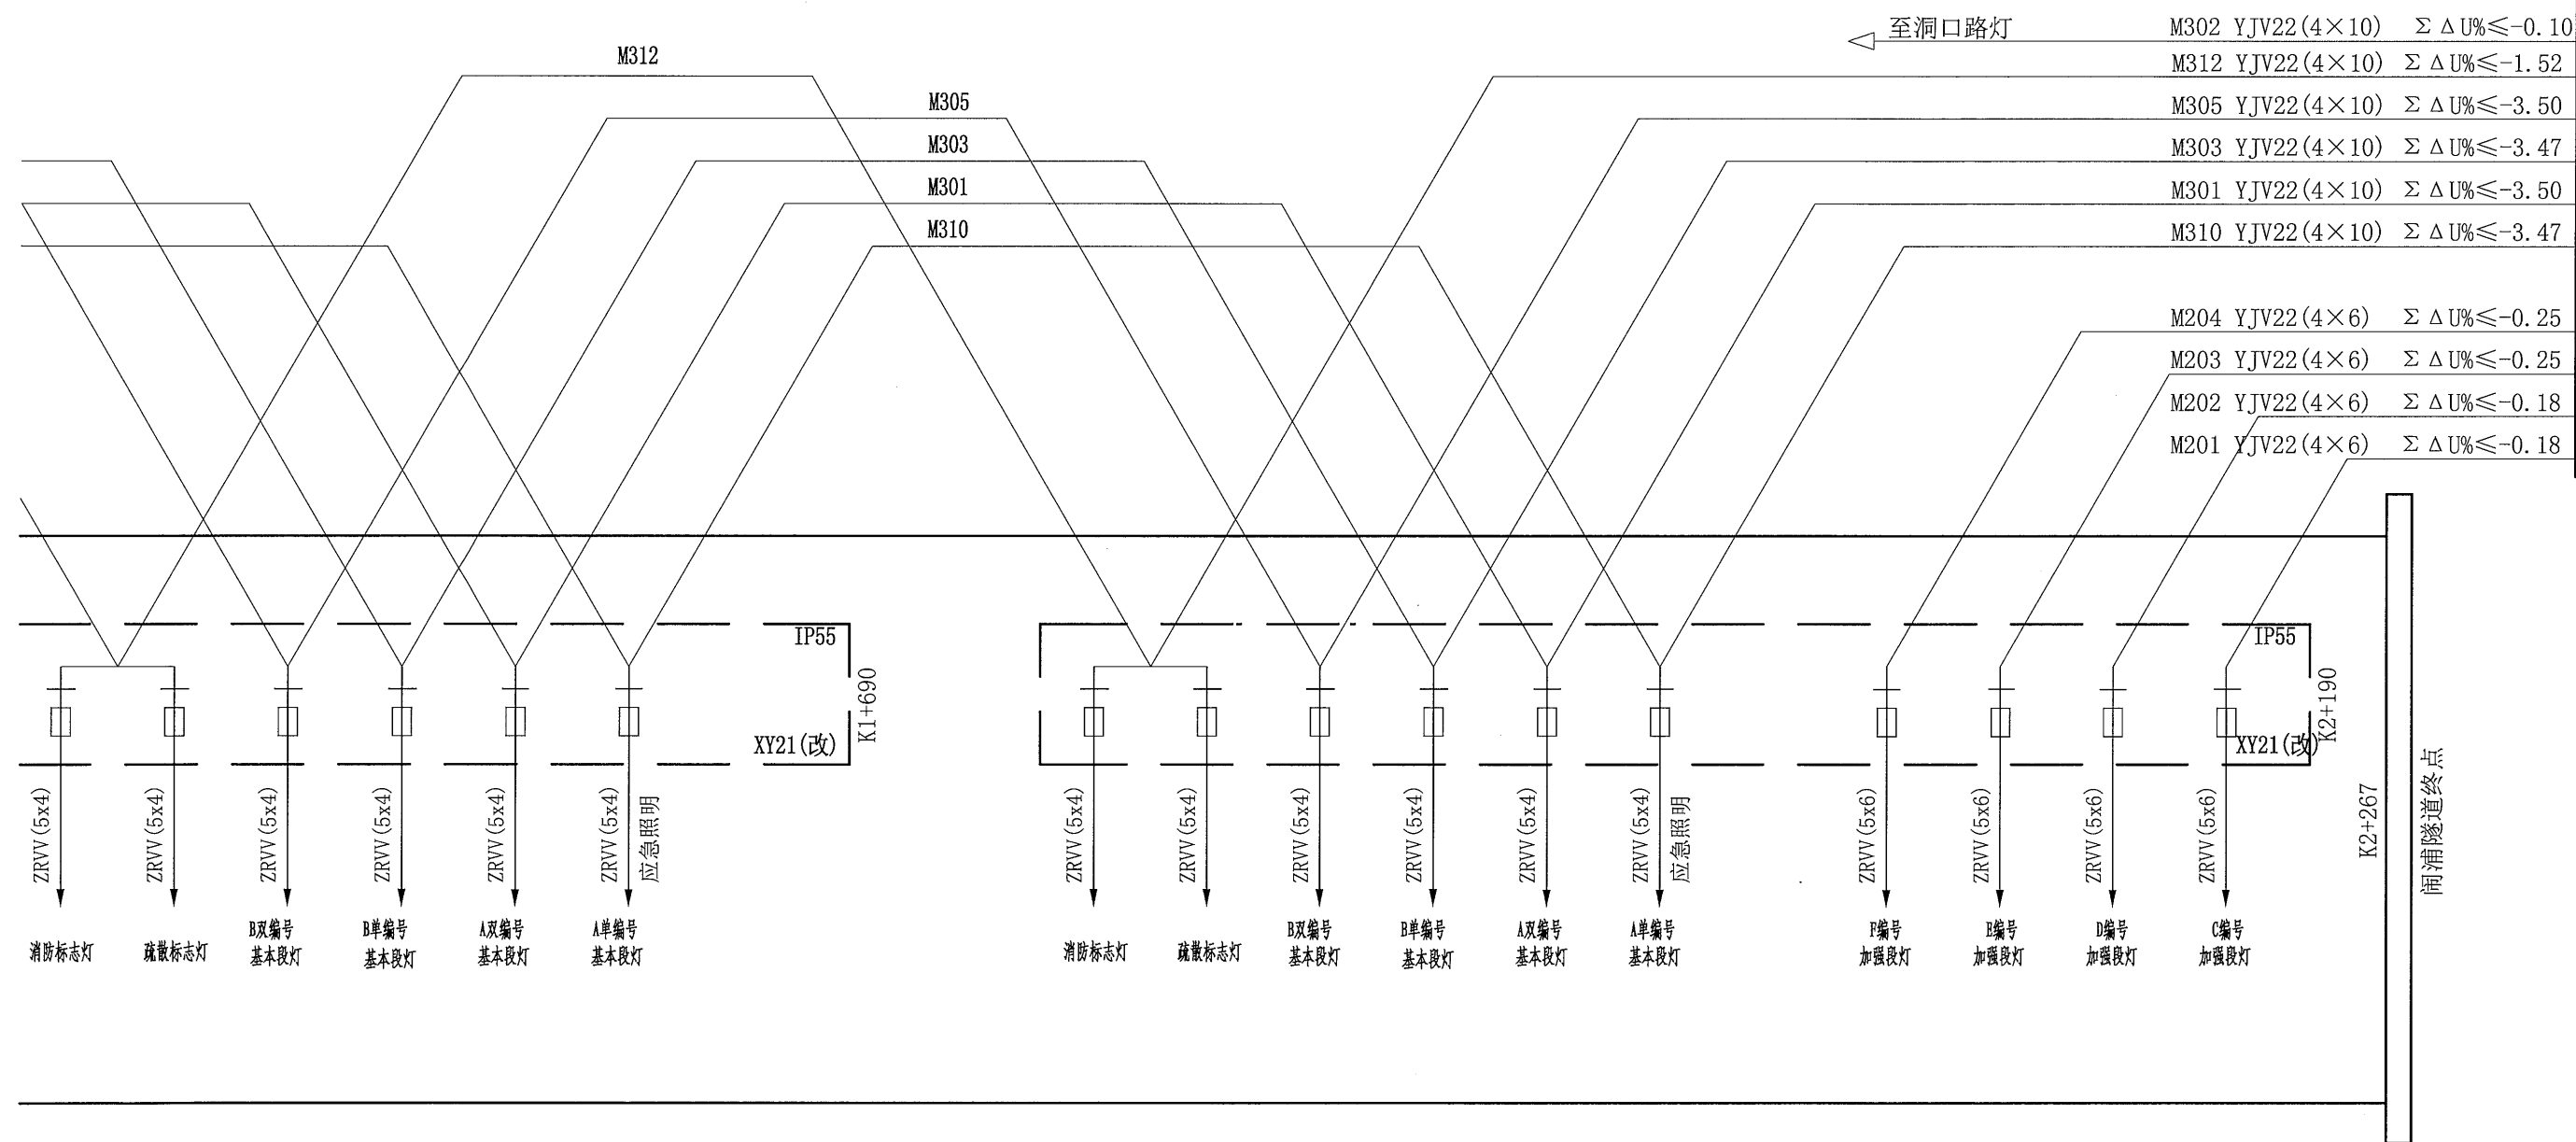 至洞口路灯
M302 YJV22(4×10) ΣΔU%≤-0.10
M312 YJV22(4×10) ΣΔU%≤-1.52
M305 YJV22(4×10) ΣΔU%≤-3.50
M303 YJV22(4×10) ΣΔU%≤-3.47
M301 YJV22(4×10) ΣΔU%≤-3.50
M310 YJV22(4×10) ΣΔU%≤-3.47
M204 YJV22(4×6) ΣΔU%≤-0.25
M203 YJV22(4×6) ΣΔU%≤-0.25
M202 YJV22(4×6) ΣΔU%≤-0.18
M201 YJV22(4×6) ΣΔU%≤-0.18
M312
M305
M303
M301
M310
IP55
K1+690
XY21(改)
ZRVV(5x4)
ZRVV(5x4)
ZRVV(5x4)
ZRVV(5x4)
ZRVV(5x4)
ZRVV(5x4)
应急照明
消防标志灯
疏散标志灯
B双编号
基本段灯
B单编号
基本段灯
A双编号
基本段灯
A单编号
基本段灯
IP55
K2+190
XY21(改)
ZRVV(5x4)
ZRVV(5x4)
ZRVV(5x4)
ZRVV(5x4)
ZRVV(5x4)
ZRVV(5x4)
应急照明
ZRVV(5x6)
ZRVV(5x6)
ZRVV(5x6)
ZRVV(5x6)
消防标志灯
疏散标志灯
B双编号
基本段灯
B单编号
基本段灯
A双编号
基本段灯
A单编号
基本段灯
F编号
加强段灯
E编号
加强段灯
D编号
加强段灯
C编号
加强段灯
K2+267
闹浦隧道终点